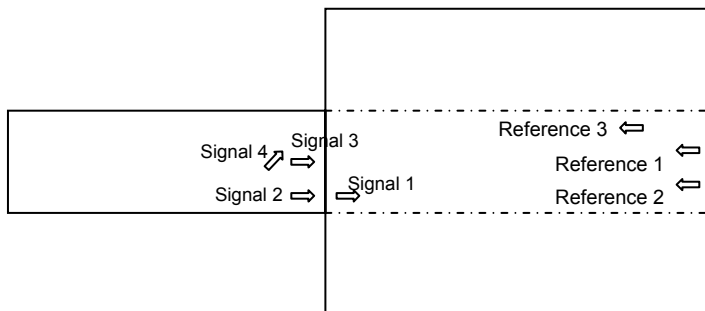 Reference 3
Signal 3
Signal 4
Reference 1
Signal 1
Signal 2
Reference 2